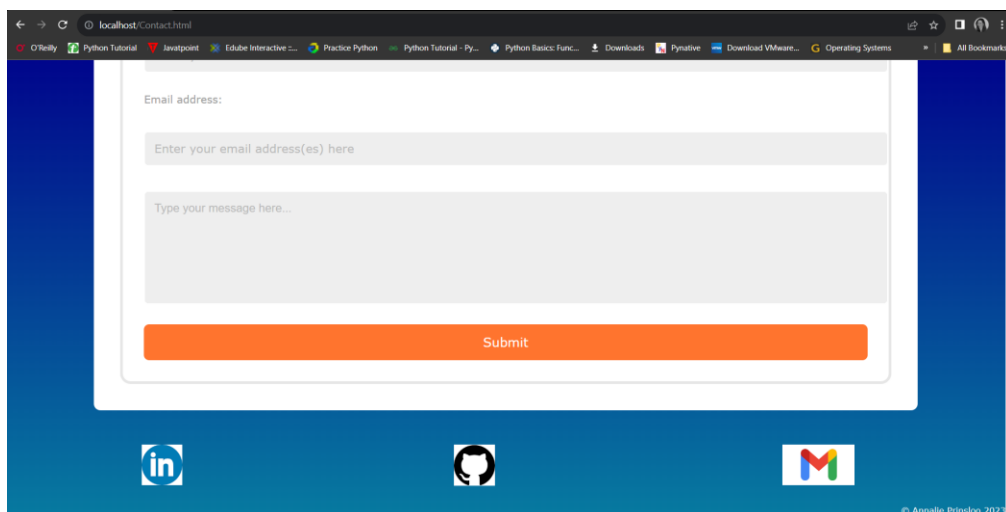 localhost/Contact.html
O'Reilly Python Tutorial Javatpoint Edube Interactive ::... Practice Python Python Tutorial - Py... Python Basics: Func... Downloads Pynative Download VMware... Operating Systems » All Bookmarks
Email address:
Enter your email address(es) here
Type your message here...
Submit
in
© Annalie Prinsloo 2023